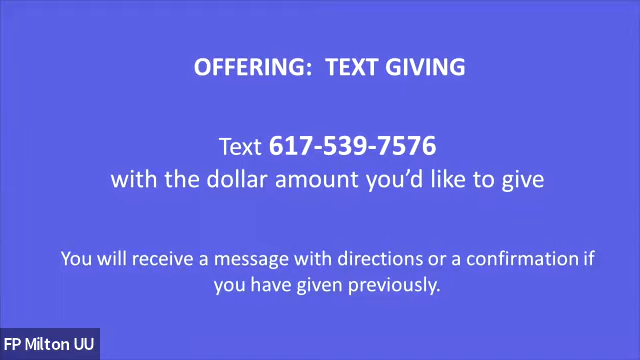 OFFERING:  TEXT GIVING
Text 617-539-7576
with the dollar amount you’d like to give
You will receive a message with directions or a confirmation if
you have given previously.
FP Milton UU